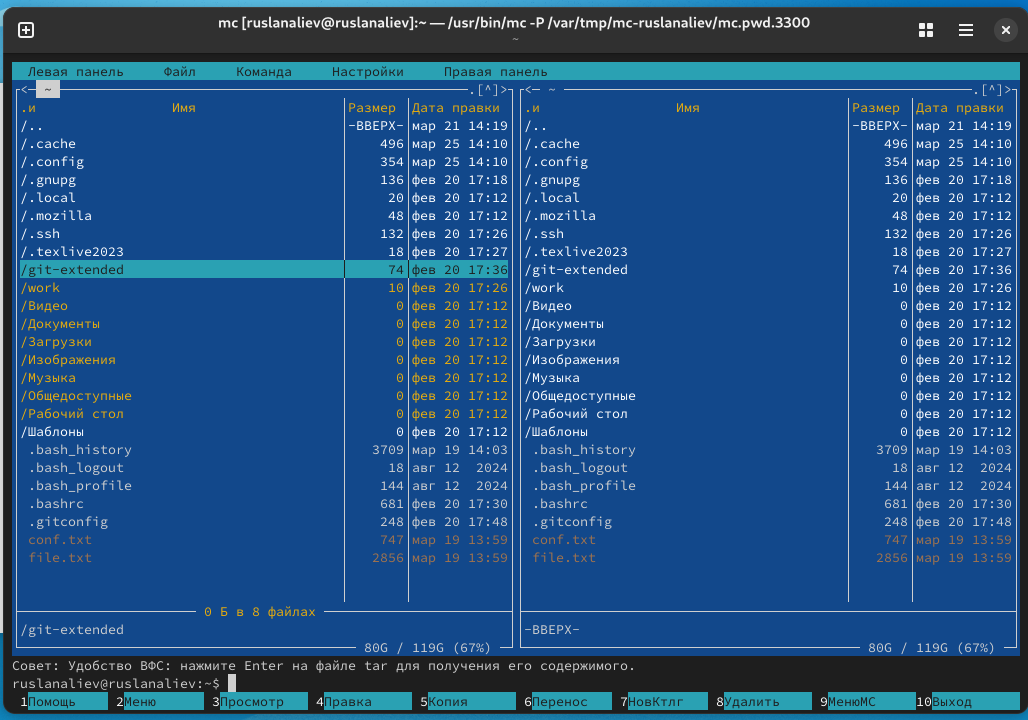 mc [ruslanaliev@ruslanaliev]:~ — /usr/bin/mc -P /var/tmp/mc-ruslanaliev/mc.pwd.3300
~
Левая панель Файл Команда Настройки Правая панель
<─ ~ .[^]> <─ ~ .[^]>
.и Имя Размер Дата правки .и Имя Размер Дата правки
/.. -ВВЕРХ- мар 21 14:19 /.. -ВВЕРХ- мар 21 14:19
/.cache 496 мар 25 14:10 /.cache 496 мар 25 14:10
/.config 354 мар 25 14:10 /.config 354 мар 25 14:10
/.gnupg 136 фев 20 17:18 /.gnupg 136 фев 20 17:18
/.local 20 фев 20 17:12 /.local 20 фев 20 17:12
/.mozilla 48 фев 20 17:12 /.mozilla 48 фев 20 17:12
/.ssh 132 фев 20 17:26 /.ssh 132 фев 20 17:26
/.texlive2023 18 фев 20 17:27 /.texlive2023 18 фев 20 17:27
/git-extended 74 фев 20 17:36 /git-extended 74 фев 20 17:36
/work 10 фев 20 17:26 /work 10 фев 20 17:26
/Видео 0 фев 20 17:12 /Видео 0 фев 20 17:12
/Документы 0 фев 20 17:12 /Документы 0 фев 20 17:12
/Загрузки 0 фев 20 17:12 /Загрузки 0 фев 20 17:12
/Изображения 0 фев 20 17:12 /Изображения 0 фев 20 17:12
/Музыка 0 фев 20 17:12 /Музыка 0 фев 20 17:12
/Общедоступные 0 фев 20 17:12 /Общедоступные 0 фев 20 17:12
/Рабочий стол 0 фев 20 17:12 /Рабочий стол 0 фев 20 17:12
/Шаблоны 0 фев 20 17:12 /Шаблоны 0 фев 20 17:12
.bash_history 3709 мар 19 14:03 .bash_history 3709 мар 19 14:03
.bash_logout 18 авг 12 2024 .bash_logout 18 авг 12 2024
.bash_profile 144 авг 12 2024 .bash_profile 144 авг 12 2024
.bashrc 681 фев 20 17:30 .bashrc 681 фев 20 17:30
.gitconfig 248 фев 20 17:48 .gitconfig 248 фев 20 17:48
conf.txt 747 мар 19 13:59 conf.txt 747 мар 19 13:59
file.txt 2856 мар 19 13:59 file.txt 2856 мар 19 13:59
0 Б в 8 файлах
/git-extended -ВВЕРХ-
80G / 119G (67%) 80G / 119G (67%)
Совет: Удобство ВФС: нажмите Enter на файле tar для получения его содержимого.
ruslanaliev@ruslanaliev:~$
1Помощь 2Меню 3Просмотр 4Правка 5Копия 6Перенос 7НовКтлг 8Удалить 9МенюМС 10Выход